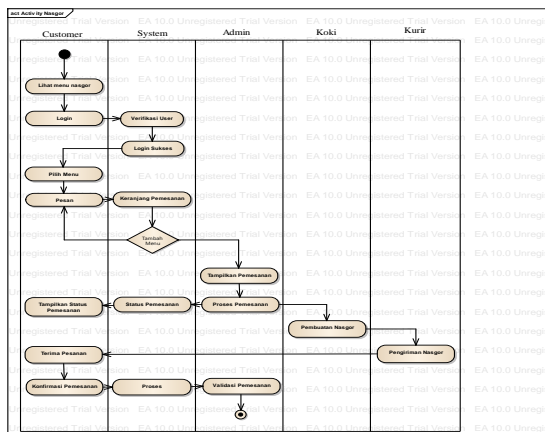 act Activity Nasgor
Customer System Admin Koki Kurir
Lihat menu nasgor
Login Verifikasi User
Login Sukses
Pilih Menu
Pesan Keranjang Pemesanan
Tambah
Menu
Tampilkan Pemesanan
Tampilkan Status
Pemesanan
Status Pemesanan Proses Pemesanan
Pembuatan Nasgor
Terima Pesanan Pengiriman Nasgor
Konfirmasi Pemesanan Proses Validasi Pemesanan
EA 10.0 Unregistered Trial Version